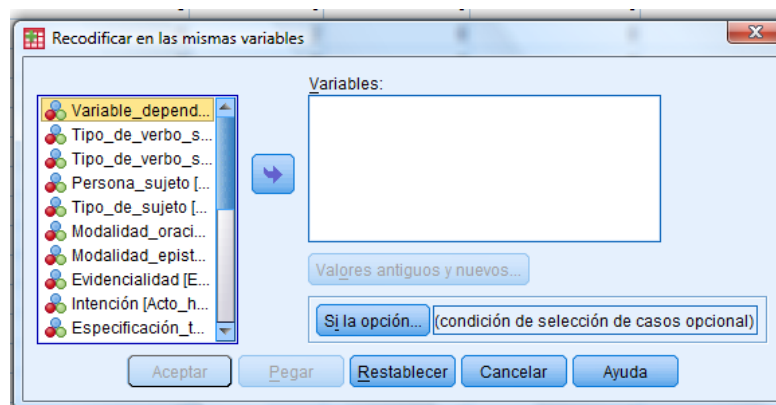 Recodificar en las mismas variables
Variables:
Variable_depend...
Tipo_de_verbo_s...
Tipo_de_verbo_s...
Persona_sujeto [...
Tipo_de_sujeto [...
Modalidad_oraci...
Modalidad_epist...
Evidencialidad [E...
Intención [Acto_h...
Especificación_t...
Valores antiguos y nuevos...
Si la opción... (condición de selección de casos opcional)
Aceptar Pegar Restablecer Cancelar Ayuda